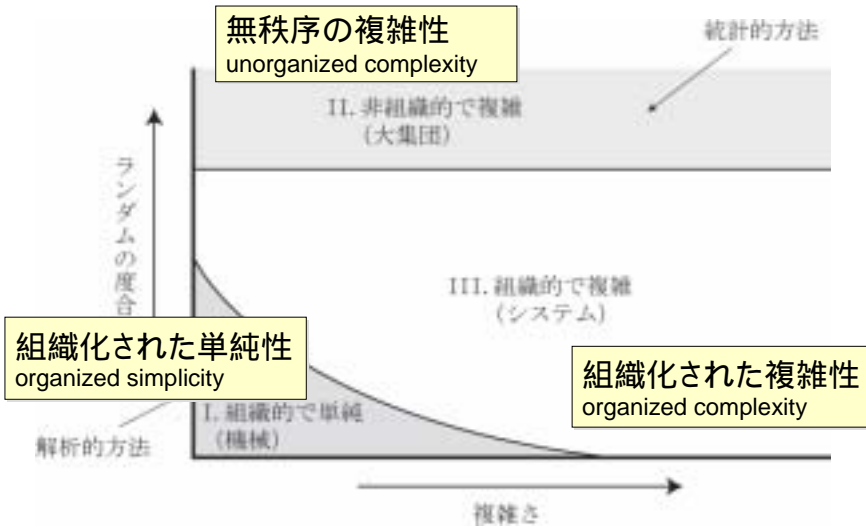 無秩序の複雑性
unorganized complexity
統計的方法
II. 非組織的で複雑
(大集団)
ランダムの度合
III. 組織的で複雑
(システム)
組織化された単純性
organized simplicity
組織化された複雑性
organized complexity
I. 組織的で単純
(機械)
解析的方法
複雑さ